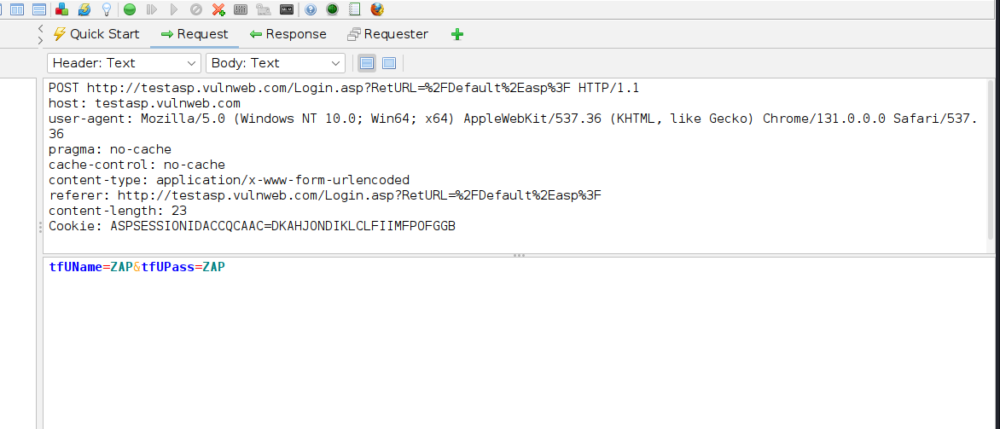 Quick Start Request Response Requester
Header: Text Body: Text
POST http://testasp.vulnweb.com/Login.asp?RetURL=%2FDefault%2Easp%3F HTTP/1.1
host: testasp.vulnweb.com
user-agent: Mozilla/5.0 (Windows NT 10.0; Win64; x64) AppleWebKit/537.36 (KHTML, like Gecko) Chrome/131.0.0.0 Safari/537.
36
pragma: no-cache
cache-control: no-cache
content-type: application/x-www-form-urlencoded
referer: http://testasp.vulnweb.com/Login.asp?RetURL=%2FDefault%2Easp%3F
content-length: 23
Cookie: ASPSESSIONIDACCQCAAC=DKAHJONDIKLCLFIIMFPOFGGB
tfUName=ZAP&tfUPass=ZAP